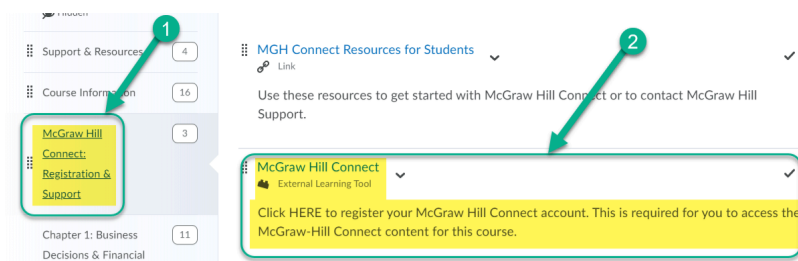 Hidden
1
Support & Resources
4
Course Information
16
McGraw Hill
Connect:
Registration &
Support
3
Chapter 1: Business
Decisions & Financial
11
MGH Connect Resources for Students
Link
2
Use these resources to get started with McGraw Hill Connect or to contact McGraw Hill
Support.
McGraw Hill Connect
External Learning Tool
Click HERE to register your McGraw Hill Connect account. This is required for you to access the
McGraw-Hill Connect content for this course.